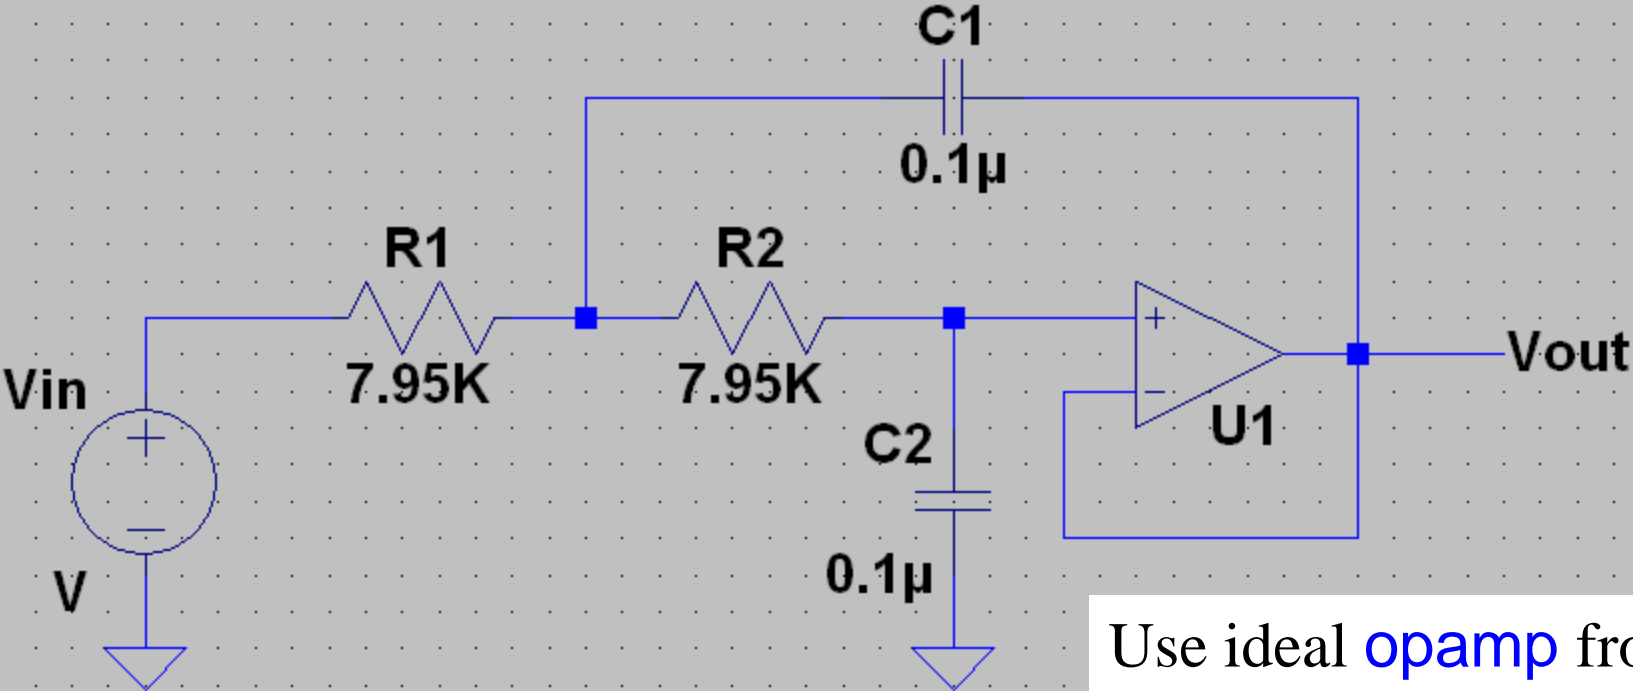 C1
0.1µ
R1
R2
7.95K
7.95K
Vin
+
−
V
C2
0.1µ
+
−
U1
Vout
Use ideal opamp